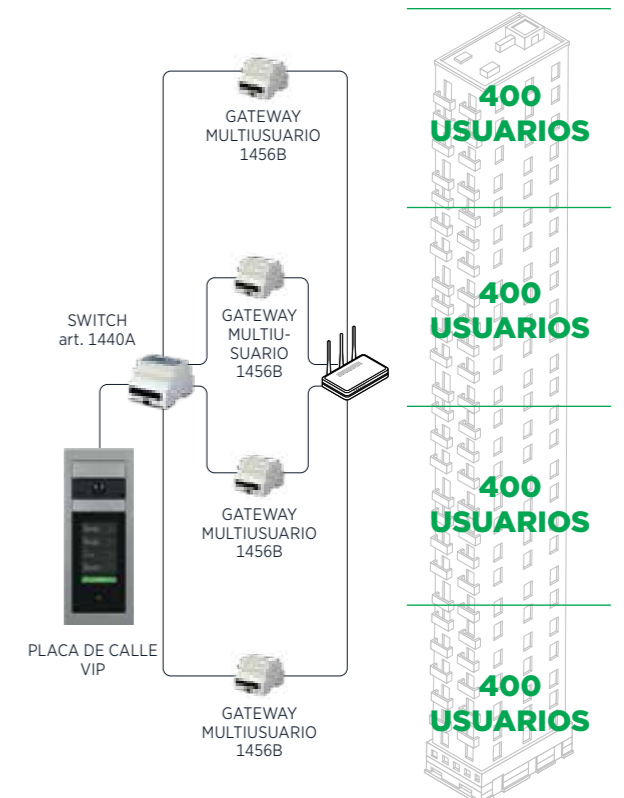 GATEWAY
MULTIUSUARIO
1456B
400
USUARIOS
SWITCH
art. 1440A
GATEWAY
MULTIU-
SUARIO
1456B
400
USUARIOS
GATEWAY
MULTIUSUARIO
1456B
400
USUARIOS
PLACA DE CALLE
VIP
GATEWAY
MULTIUSUARIO
1456B
400
USUARIOS